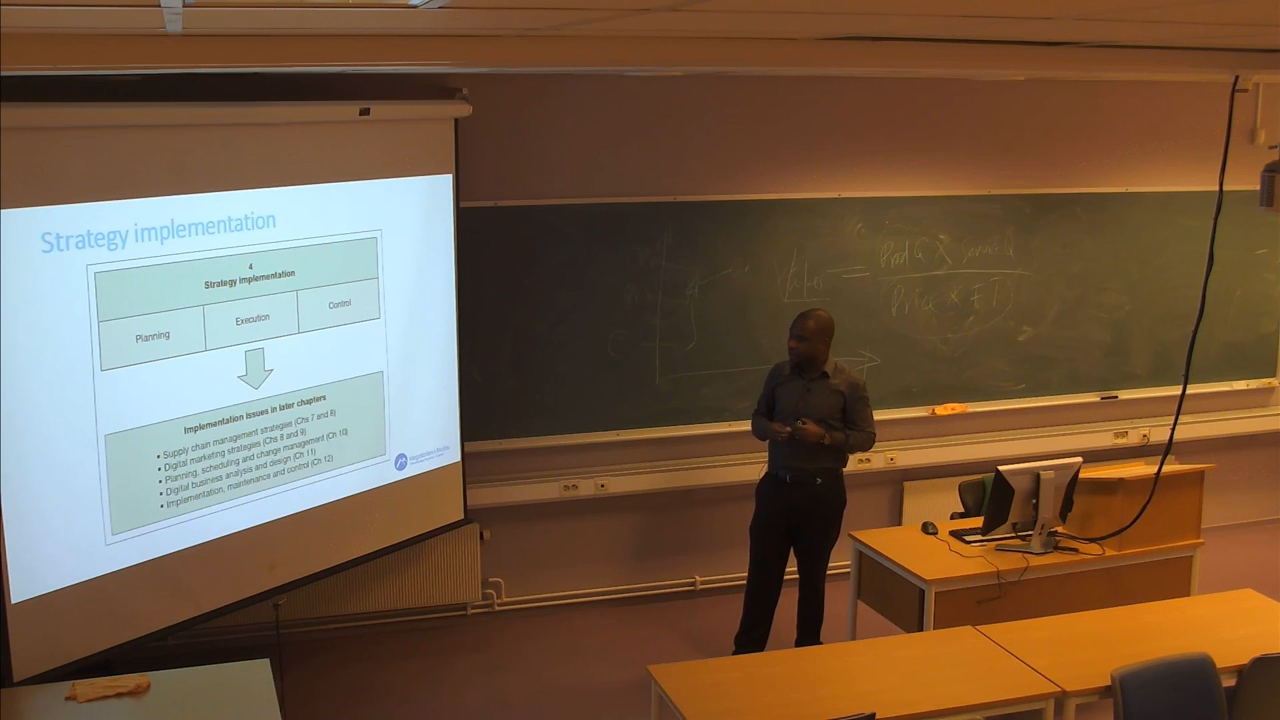 Strategy implementation
4
Strategy implementation
Planning
Execution
Control
Implementation issues in later chapters
• Supply chain management strategies (Chs 7 and 8)
• Digital marketing strategies (Chs 8 and 9)
• Planning, scheduling and change management (Ch 10)
• Digital business analysis and design (Ch 11)
• Implementation, maintenance and control (Ch 12)
Value = Prod Q X Service Q
Price * FT